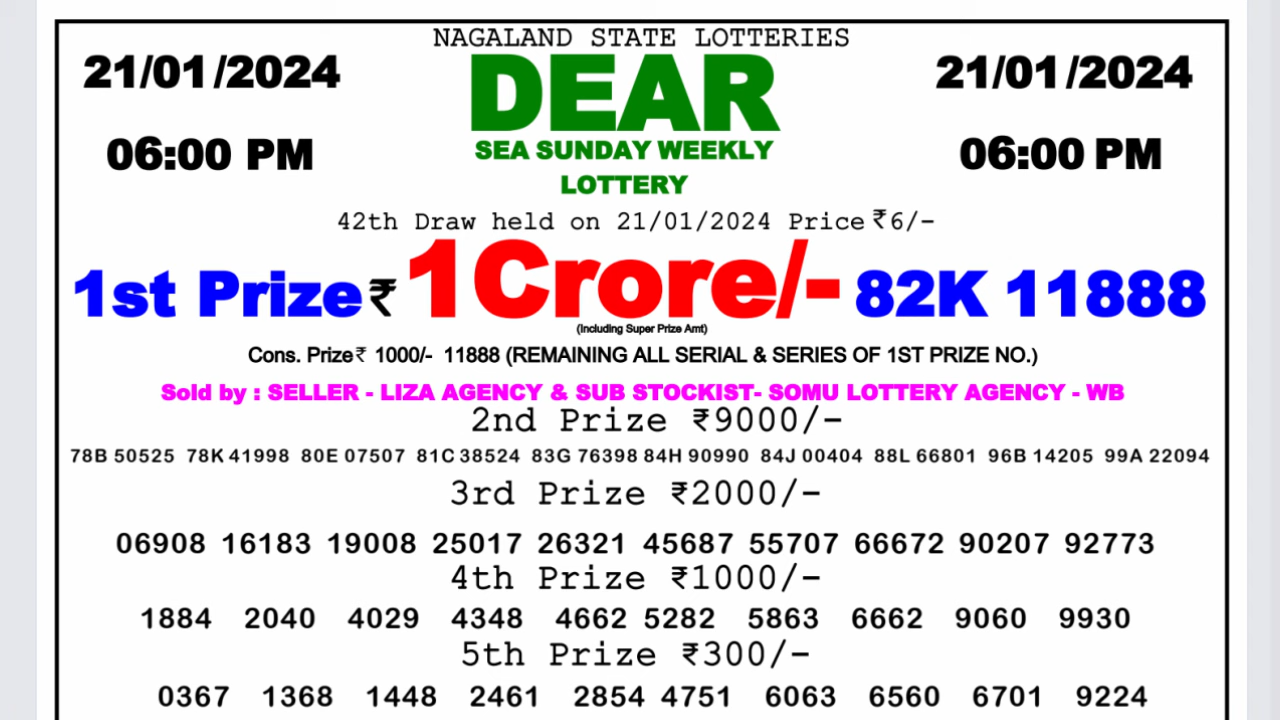 NAGALAND STATE LOTTERIES
21/01/2024 DEAR 21/01/2024
06:00 PM SEA SUNDAY WEEKLY 06:00 PM
LOTTERY
42th Draw held on 21/01/2024 Price ₹6/-
1st Prize ₹ 1Crore/- 82K 11888
(Including Super Prize Amt)
Cons. Prize ₹ 1000/- 11888 (REMAINING ALL SERIAL & SERIES OF 1ST PRIZE NO.)
Sold by : SELLER - LIZA AGENCY & SUB STOCKIST- SOMU LOTTERY AGENCY - WB
2nd Prize ₹9000/-
78B 50525 78K 41998 80E 07507 81C 38524 83G 76398 84H 90990 84J 00404 88L 66801 96B 14205 99A 22094
3rd Prize ₹2000/-
06908 16183 19008 25017 26321 45687 55707 66672 90207 92773
4th Prize ₹1000/-
1884 2040 4029 4348 4662 5282 5863 6662 9060 9930
5th Prize ₹300/-
0367 1368 1448 2461 2854 4751 6063 6560 6701 9224